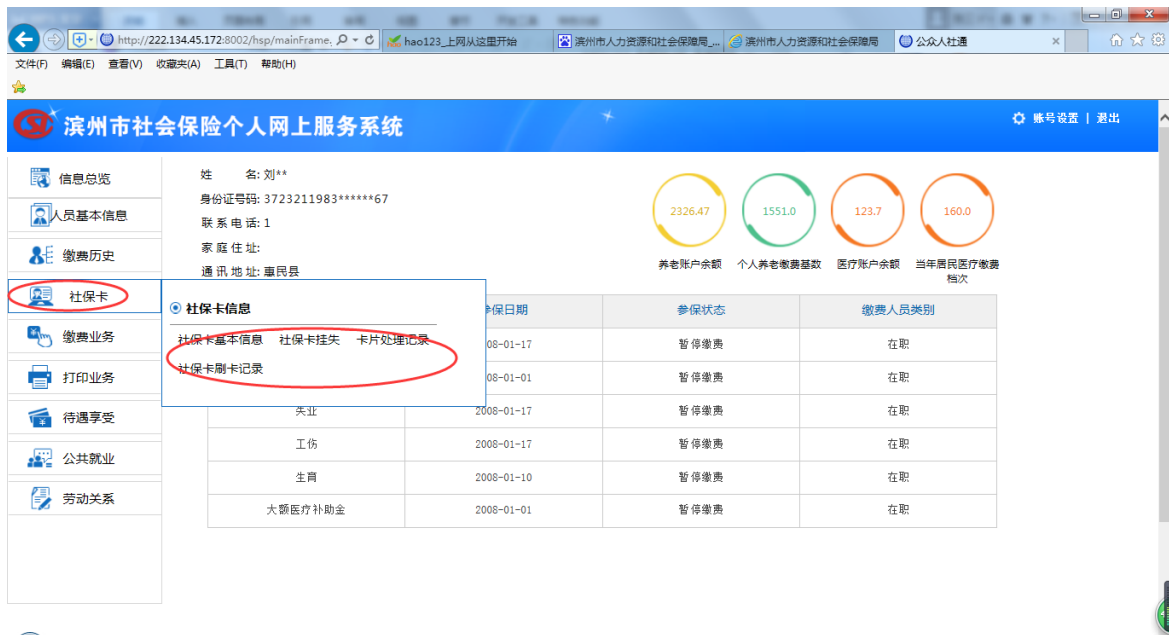 http://222.134.45.172:8002/hsp/mainFrame. hao123_上网从这里开始 滨州市人力资源和社会保障局_... 滨州市人力资源和社会保障局 公众人社通
文件(F) 编辑(E) 查看(V) 收藏夹(A) 工具(T) 帮助(H)
滨州市社会保险个人网上服务系统
账号设置 | 退出
信息总览
人员基本信息
缴费历史
社保卡
缴费业务
打印业务
待遇享受
公共就业
劳动关系
姓 名: 刘**
身份证号码: 3723211983******67
联系电话: 1
家庭住址:
通讯地址: 惠民县
2326.47 1551.0 123.7 160.0
养老账户余额 个人养老缴费基数 医疗账户余额 当年居民医疗缴费
档次
社保卡信息
社保卡基本信息 社保卡挂失 卡片处理记录
社保卡刷卡记录
参保日期 参保状态 缴费人员类别
08-01-17 暂停缴费 在职
08-01-01 暂停缴费 在职
失业 2008-01-17 暂停缴费 在职
工伤 2008-01-17 暂停缴费 在职
生育 2008-01-10 暂停缴费 在职
大额医疗补助金 2008-01-01 暂停缴费 在职